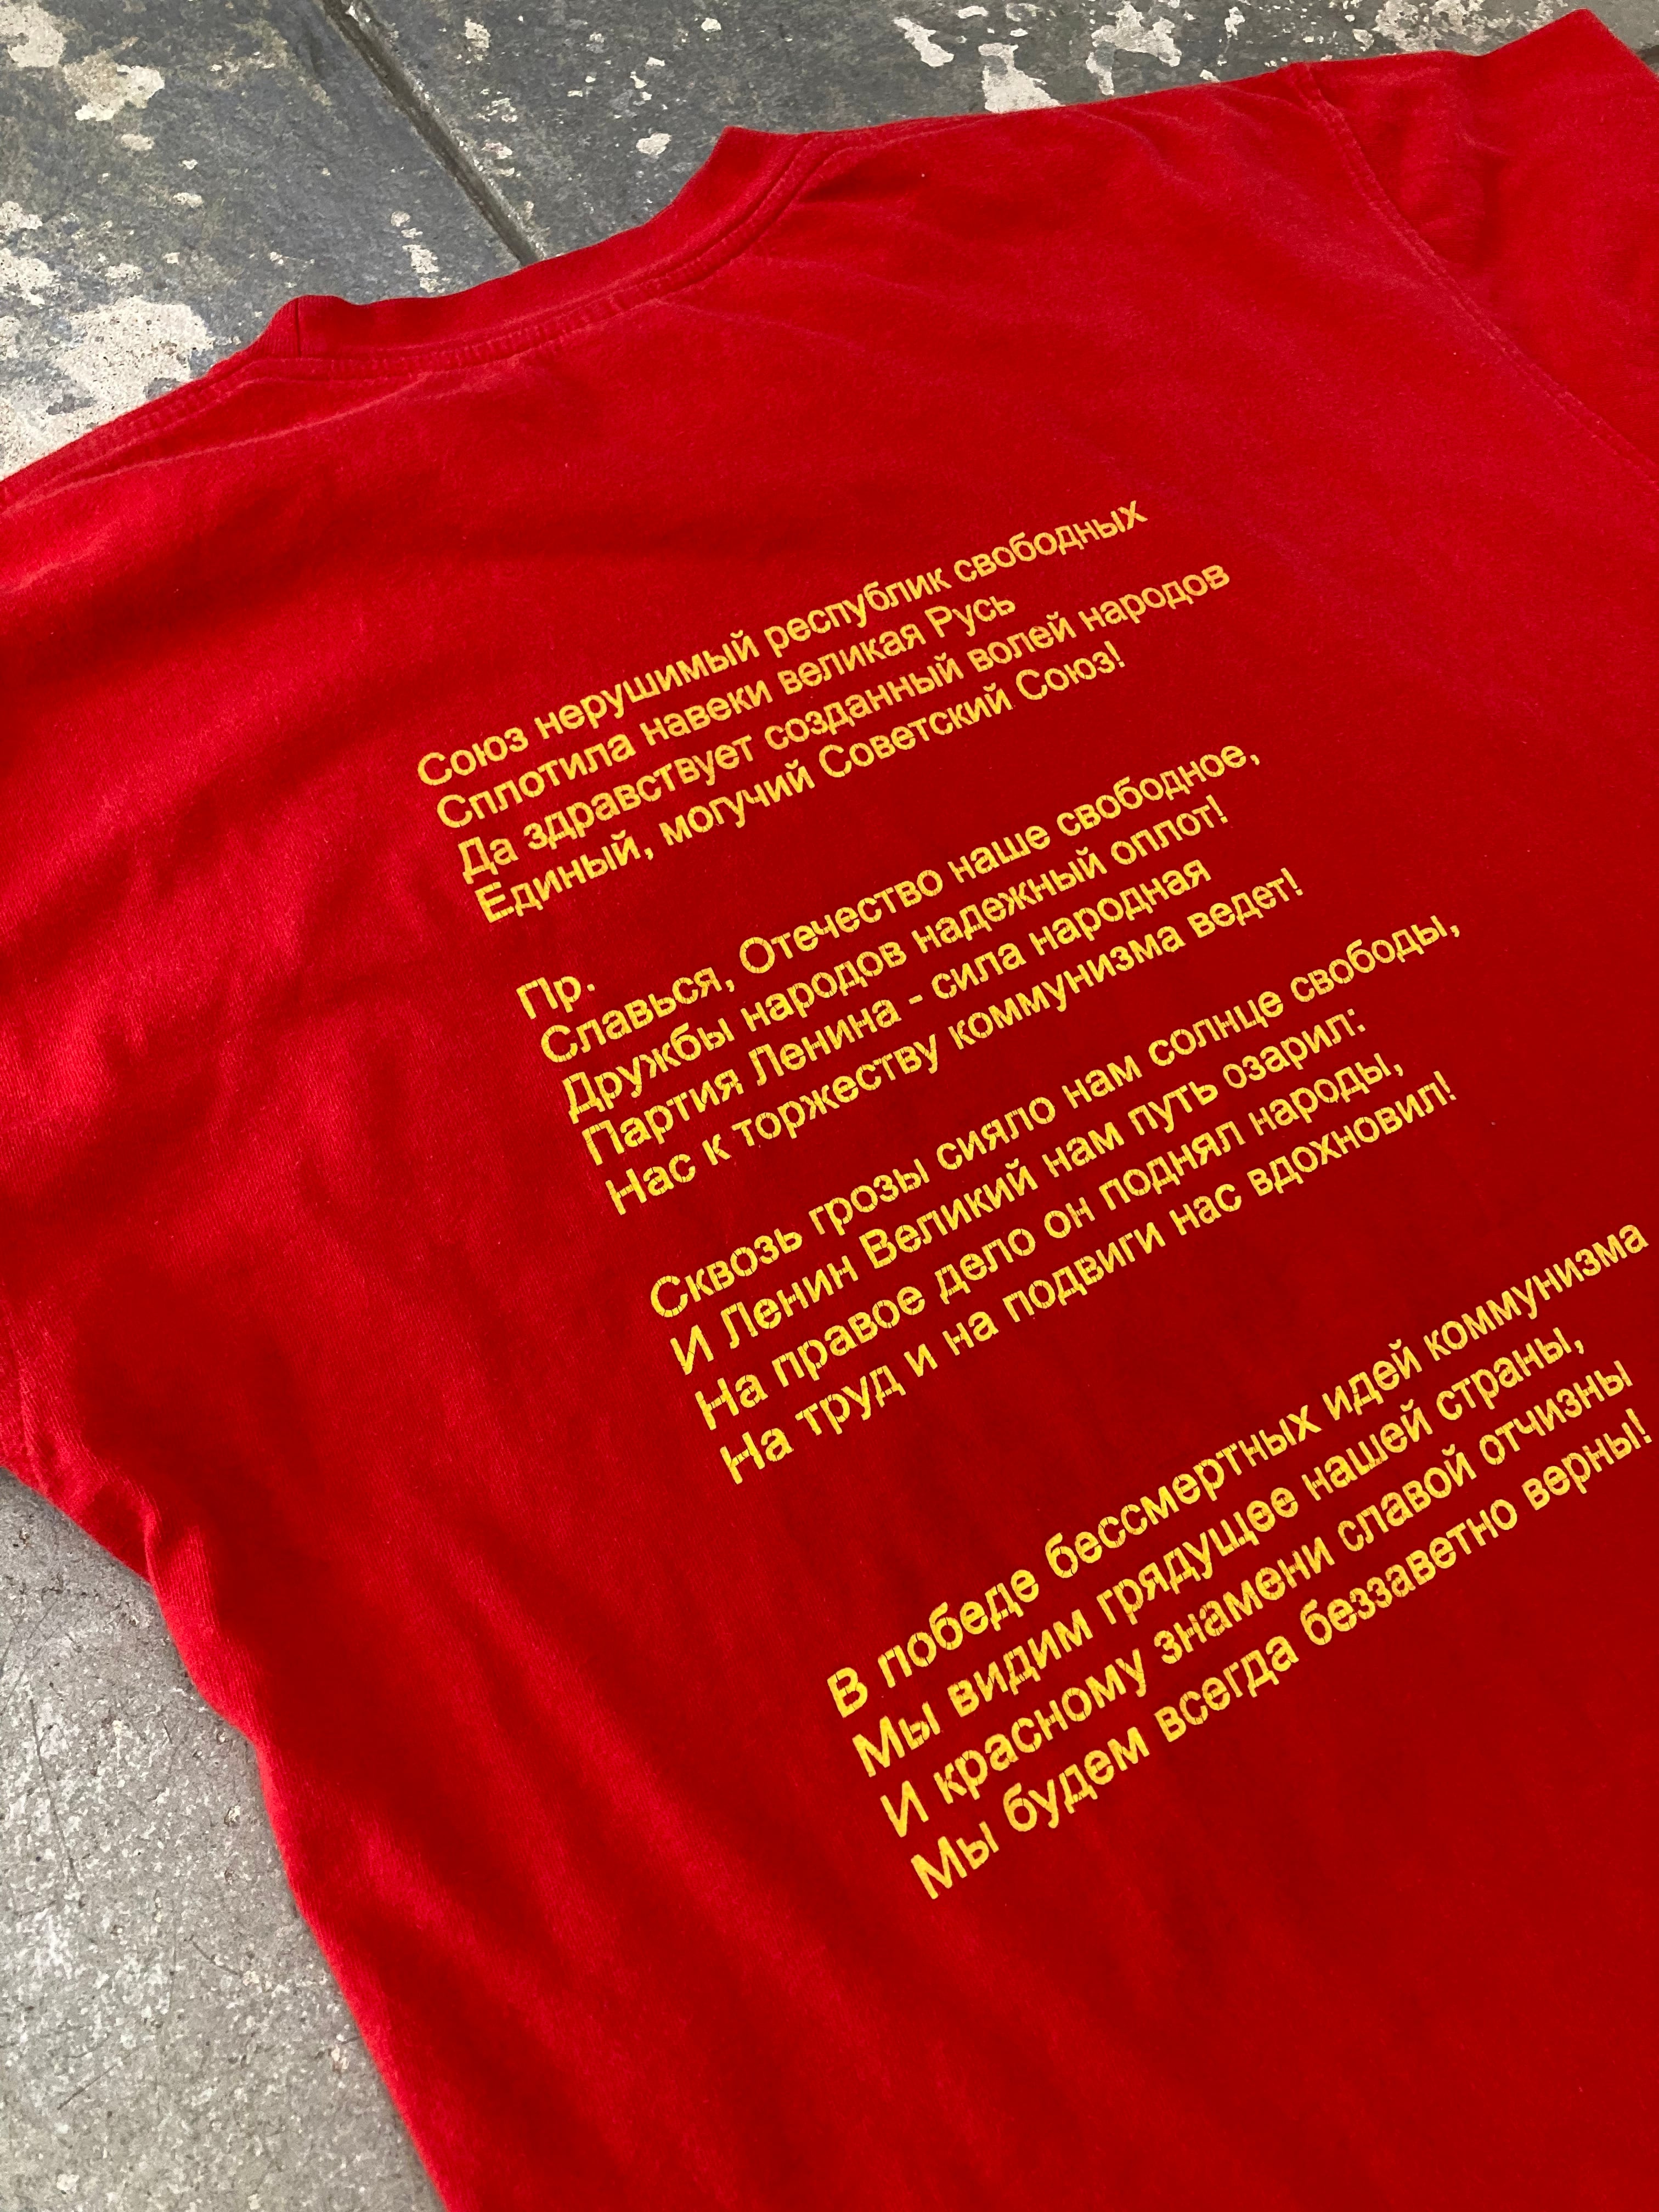 Союз нерушимый республик свободных
Сплотила навеки великая Русь
Да здравствует созданный волей народов
Единый, могучий Советский Союз!
Пр.
Славься, Отечество наше свободное,
Дружбы народов надежный оплот!
Партия Ленина - сила народная
Нас к торжеству коммунизма ведет!
Сквозь грозы сияло нам солнце свободы,
И Ленин Великий нам путь озарил:
На правое дело он поднял народы,
На труд и на подвиги нас вдохновил!
В победе бессмертных идей коммунизма
Мы видим грядущее нашей страны,
И красному знамени славой отчизны
Мы будем всегда беззаветно верны!